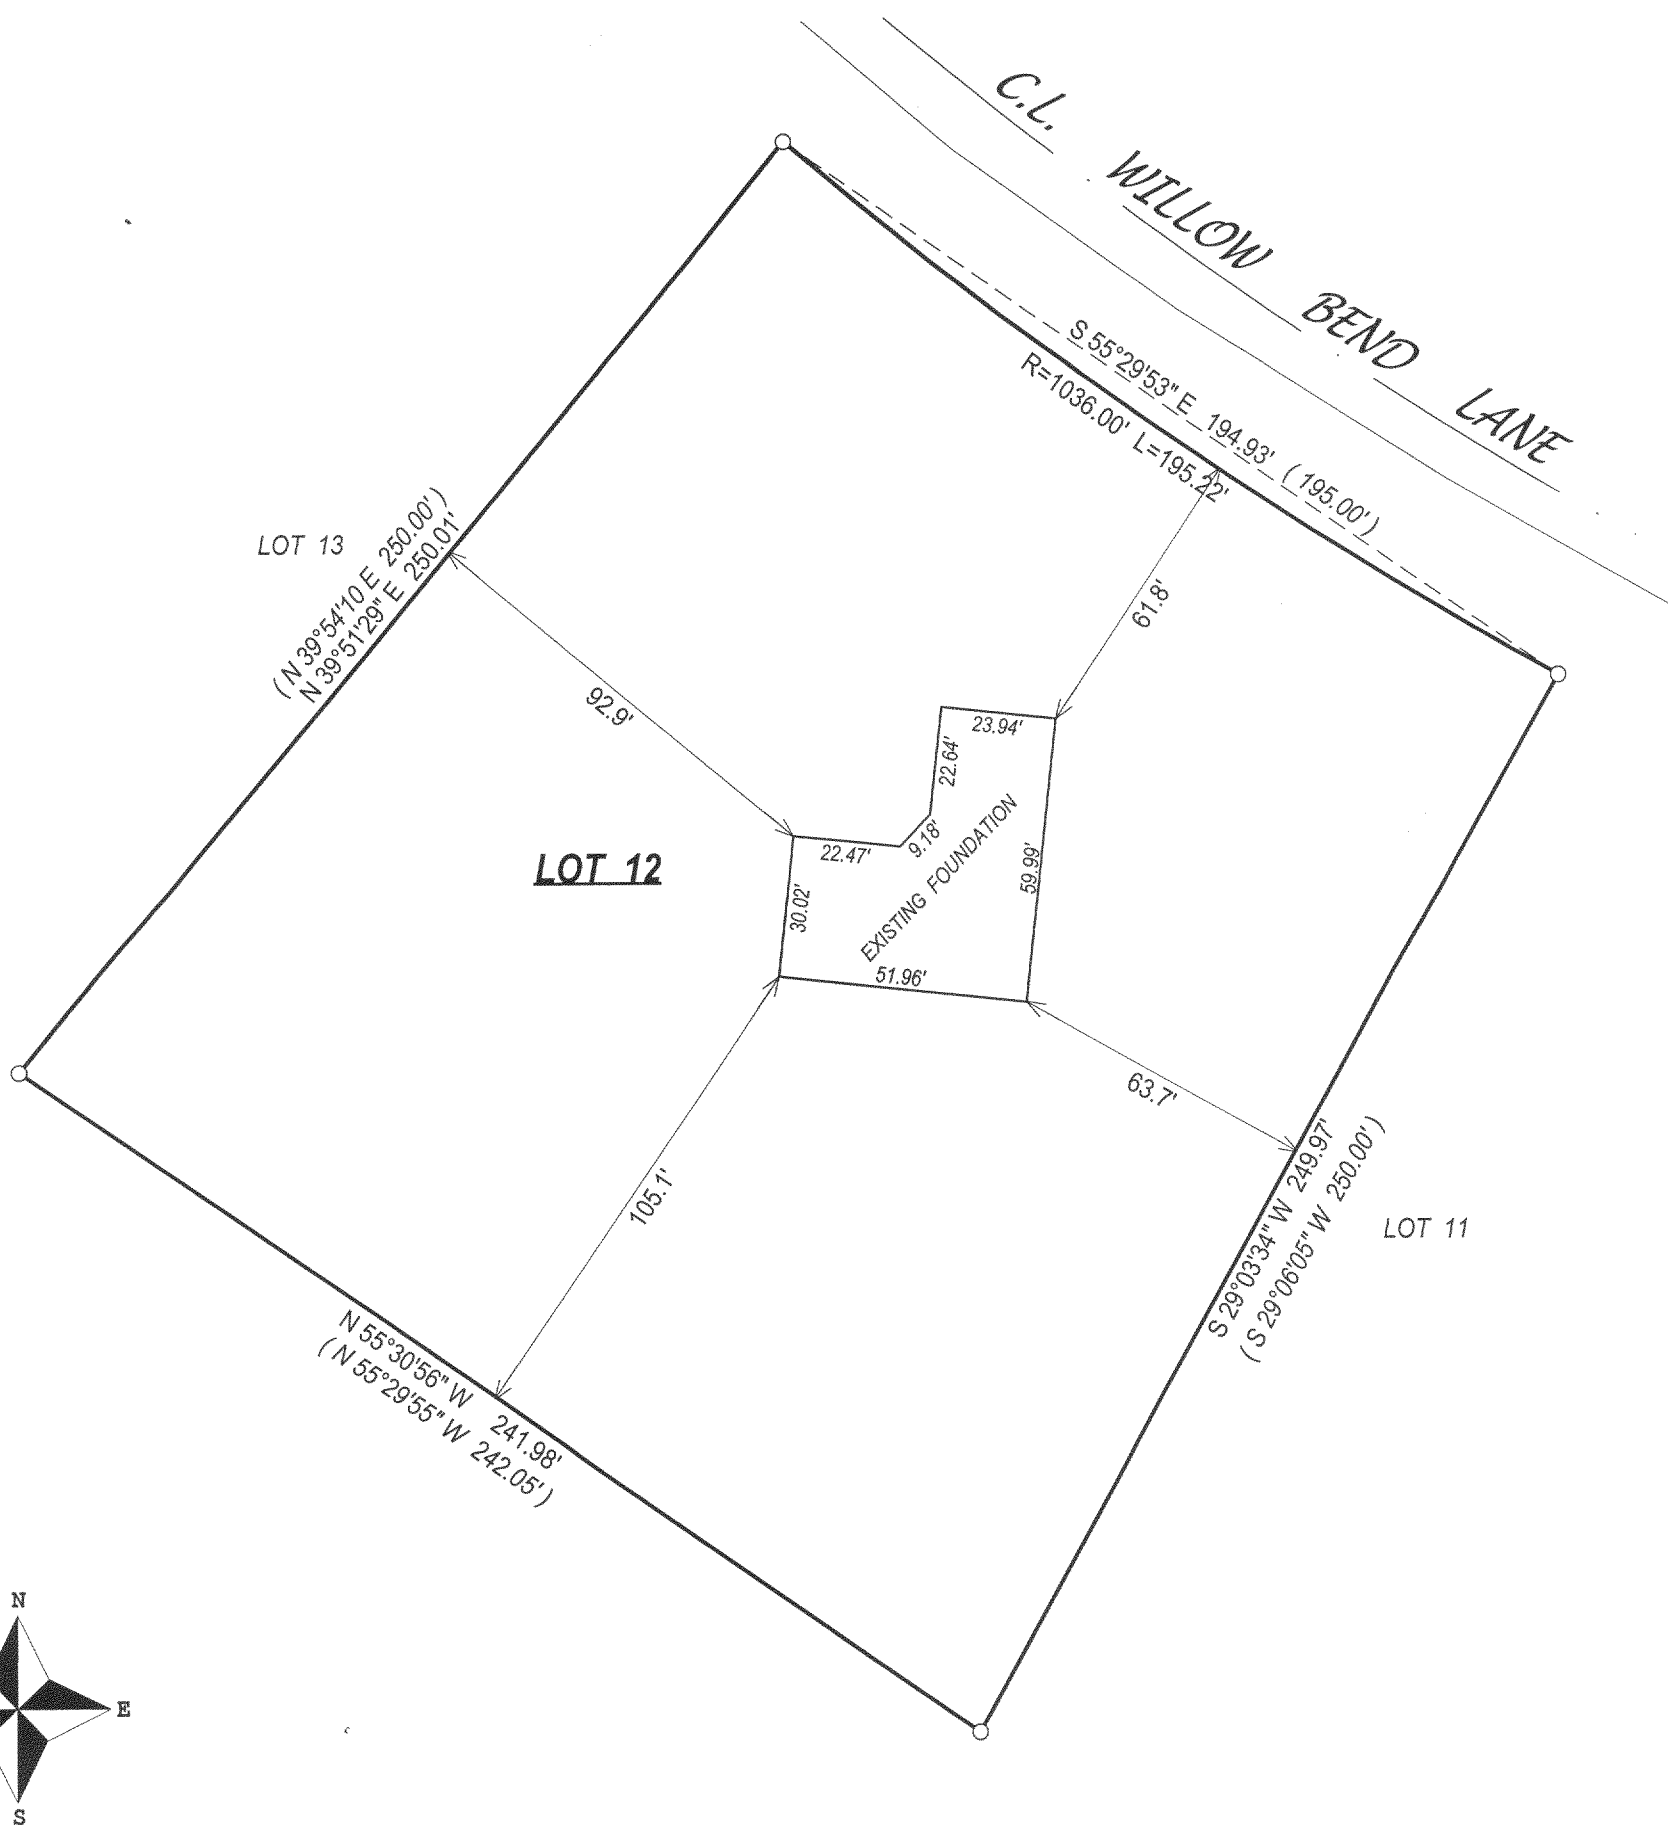 C.L. WILLOW BEND LANE
S 55°29'53" E 194.93' ( 195.00' )
R=1036.00' L=195.22'
LOT 13
( N 39°54'10 E 250.00' )
N 39°51'29" E 250.01'
61.8'
92.9'
23.94'
22.64'
9.18'
22.47'
LOT 12
30.02'
EXISTING FOUNDATION
59.99'
51.96'
63.7'
105.1'
S 29°03'34" W 249.97'
( S 29°06'05" W 250.00' )
LOT 11
N 55°30'56" W 241.98'
( N 55°29'55" W 242.05' )
N
E
S